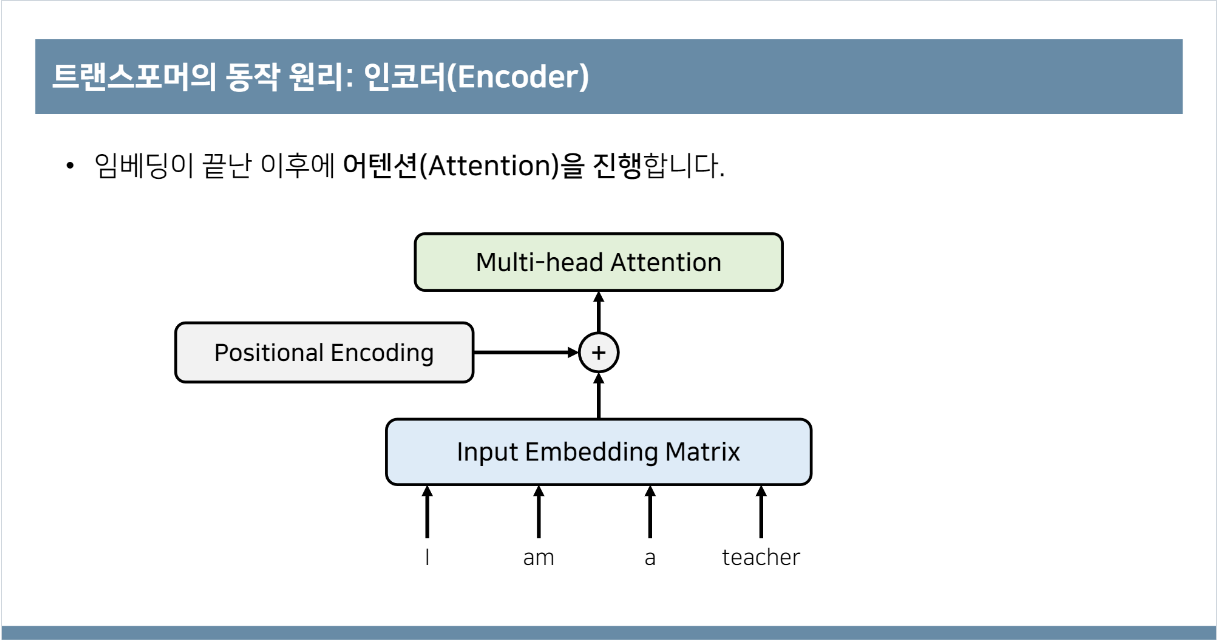 트랜스포머의 동작 원리: 인코더(Encoder)
• 임베딩이 끝난 이후에 어텐션(Attention)을 진행합니다.
Multi-head Attention
Positional Encoding
+
Input Embedding Matrix
I am a teacher